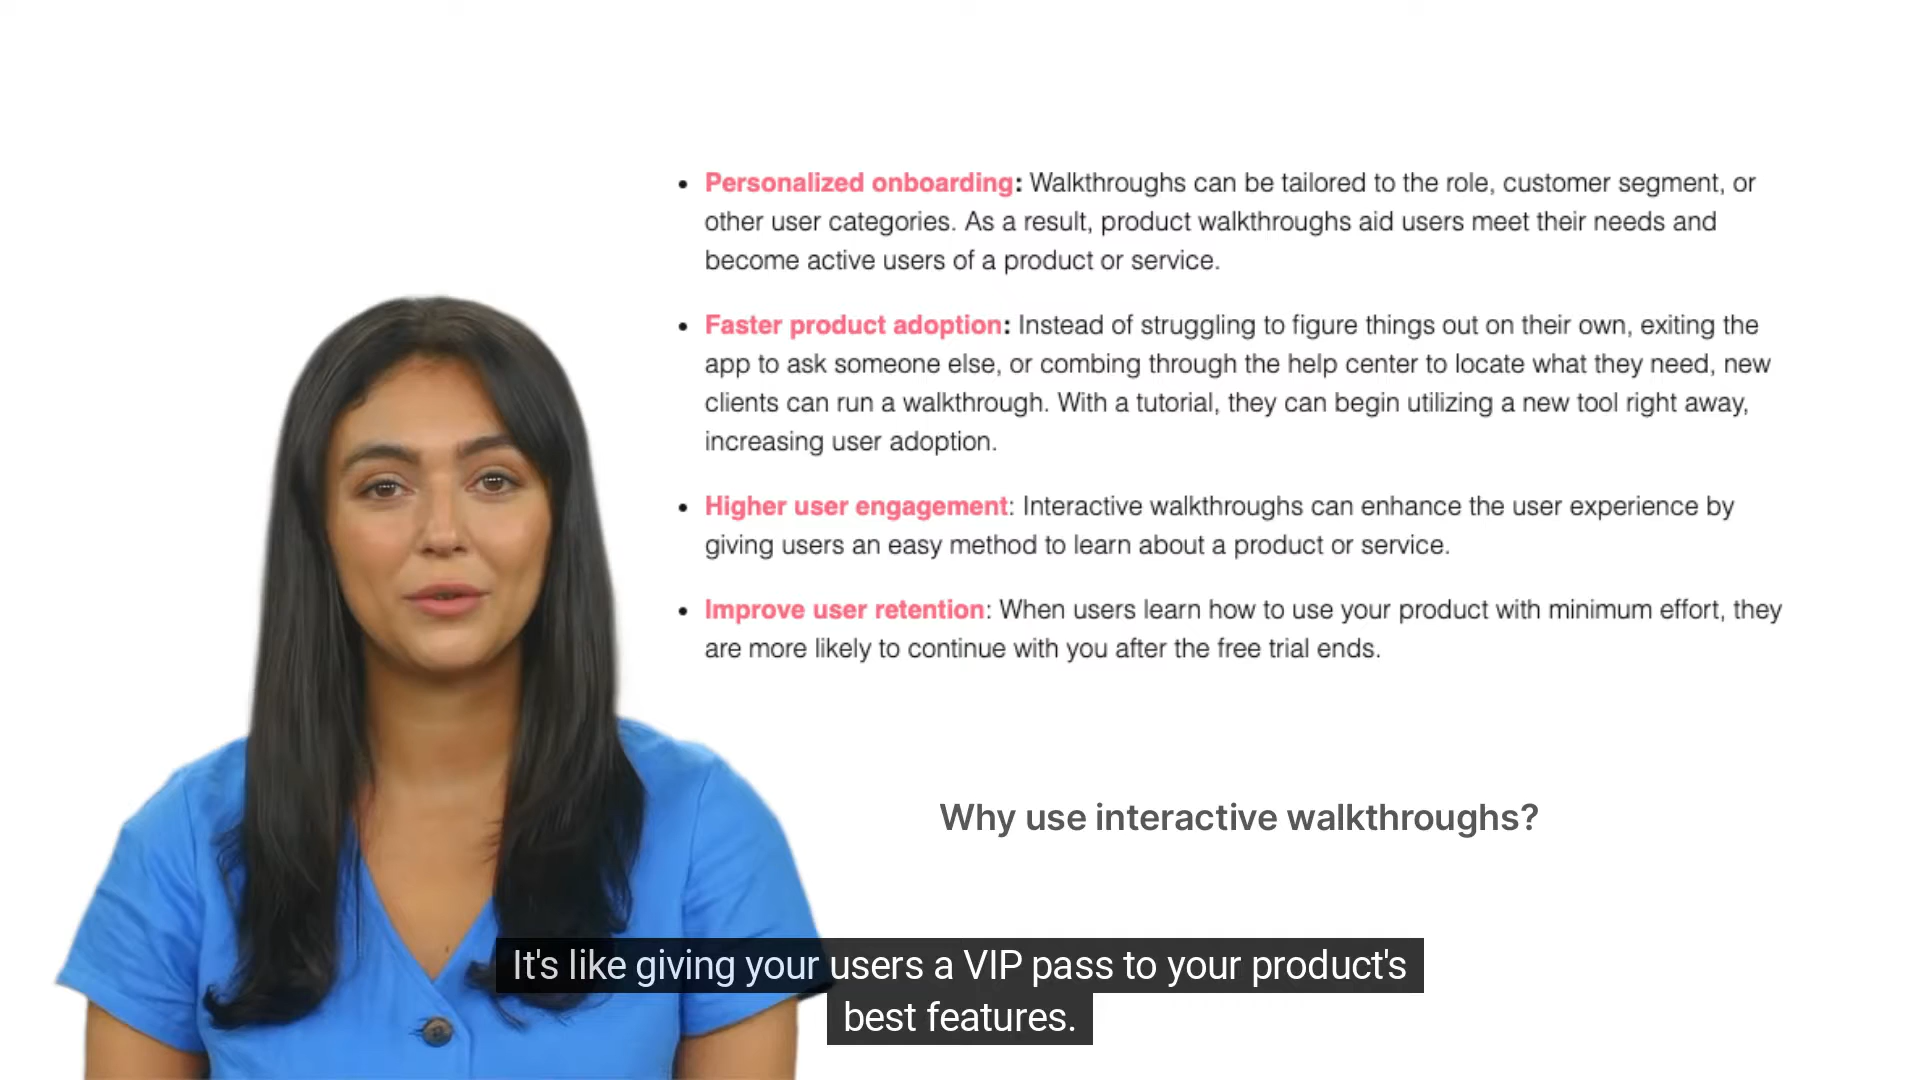 • Personalized onboarding: Walkthroughs can be tailored to the role, customer segment, or
other user categories. As a result, product walkthroughs aid users meet their needs and
become active users of a product or service.
• Faster product adoption: Instead of struggling to figure things out on their own, exiting the
app to ask someone else, or combing through the help center to locate what they need, new
clients can run a walkthrough. With a tutorial, they can begin utilizing a new tool right away,
increasing user adoption.
• Higher user engagement: Interactive walkthroughs can enhance the user experience by
giving users an easy method to learn about a product or service.
• Improve user retention: When users learn how to use your product with minimum effort, they
are more likely to continue with you after the free trial ends.
Why use interactive walkthroughs?
It's like giving your users a VIP pass to your product's
best features.